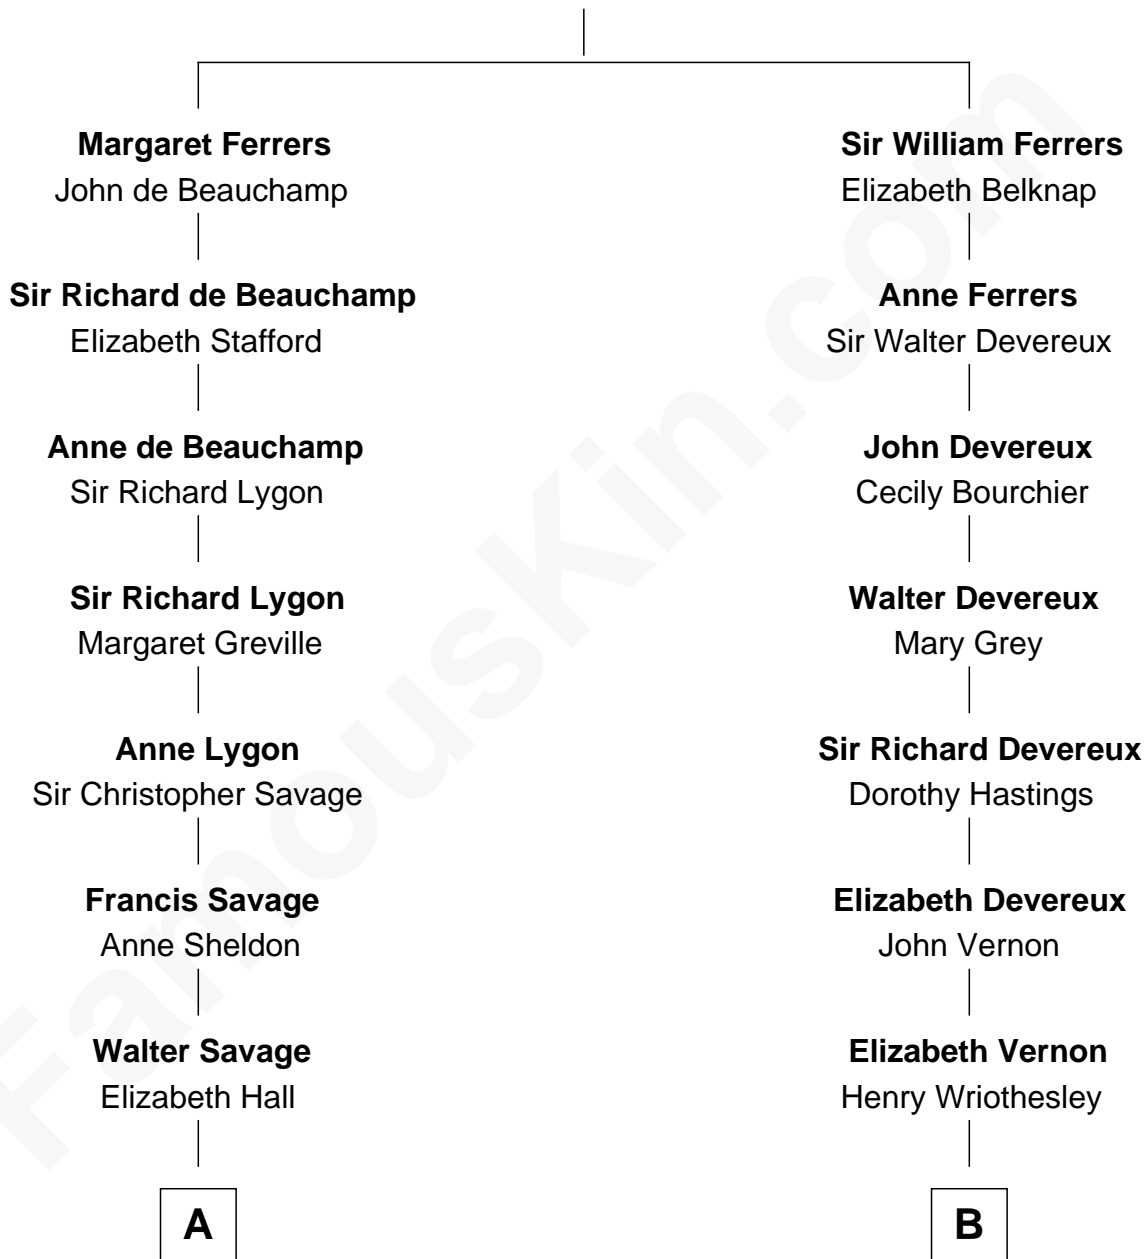 Margaret Ferrers
John de Beauchamp
Sir Richard de Beauchamp
Elizabeth Stafford
Anne de Beauchamp
Sir Richard Lygon
Sir Richard Lygon
Margaret Greville
Anne Lygon
Sir Christopher Savage
Francis Savage
Anne Sheldon
Walter Savage
Elizabeth Hall
A
Sir William Ferrers
Elizabeth Belknap
Anne Ferrers
Sir Walter Devereux
John Devereux
Cecily Bourchier
Walter Devereux
Mary Grey
Sir Richard Devereux
Dorothy Hastings
Elizabeth Devereux
John Vernon
Elizabeth Vernon
Henry Wriothesley
B
FamousKin.com